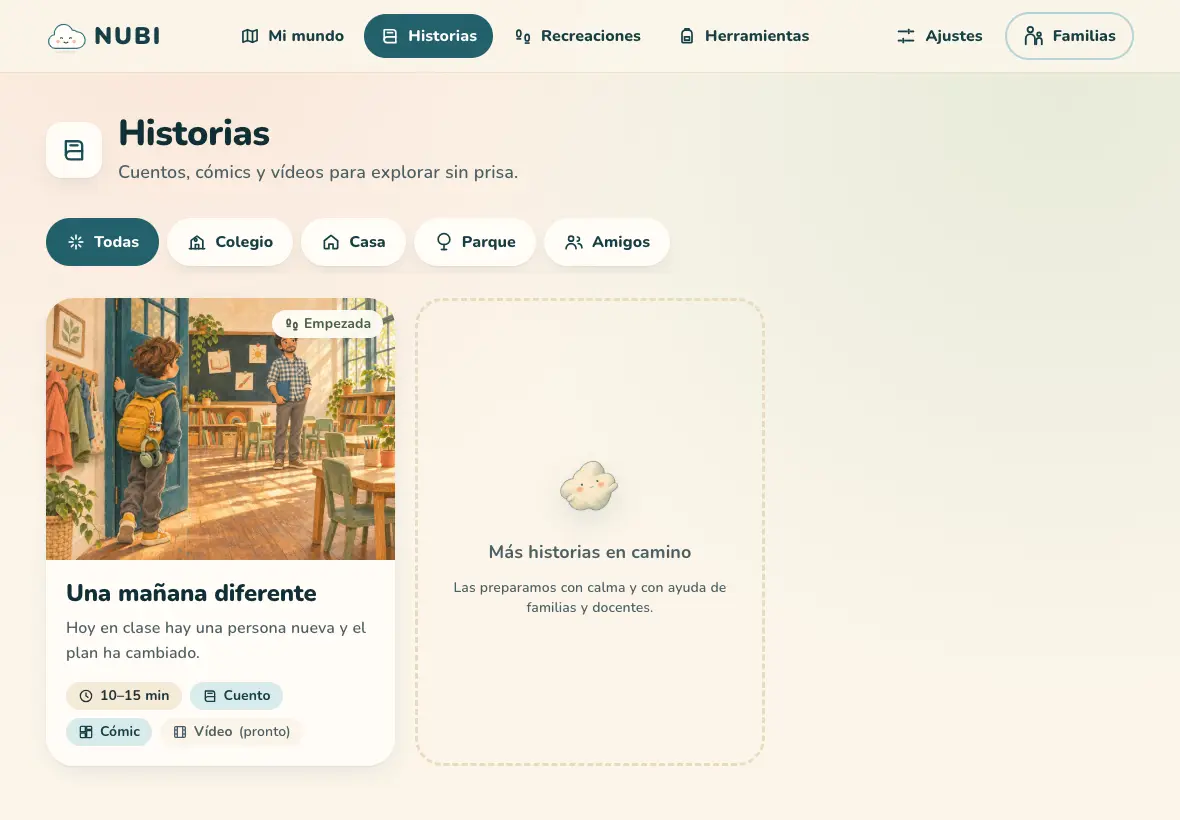 NUBI
Mi mundo
Historias
Recreaciones
Herramientas
Ajustes
Familias
Historias
Cuentos, cómics y vídeos para explorar sin prisa.
Todas
Colegio
Casa
Parque
Amigos
Empezada
Una mañana diferente
Hoy en clase hay una persona nueva y el
plan ha cambiado.
10–15 min
Cuento
Cómic
Vídeo (pronto)
Más historias en camino
Las preparamos con calma y con ayuda de
familias y docentes.